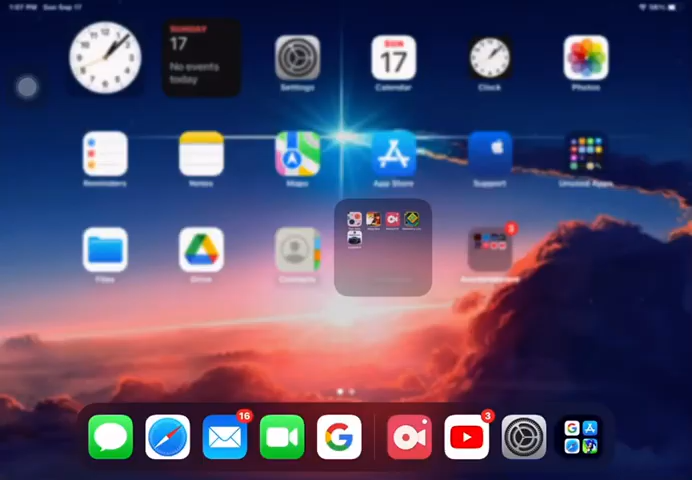 1:07 PM Sun Sep 17
56%
SUNDAY
17
No events
today
Settings
SUN
17
Calendar
Clock
Photos
Reminders
Notes
Maps
App Store
Support
Unused Apps
Files
Drive
Contacts
3
16
3